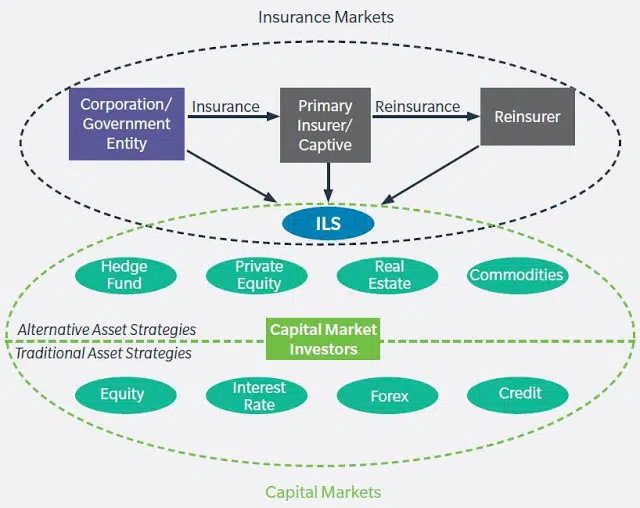 Insurance Markets
Corporation/
Government
Entity
Insurance
Primary
Insurer/
Captive
Reinsurance
Reinsurer
ILS
Hedge
Fund
Private
Equity
Real
Estate
Commodities
Alternative Asset Strategies
Traditional Asset Strategies
Capital Market
Investors
Equity
Interest
Rate
Forex
Credit
Capital Markets